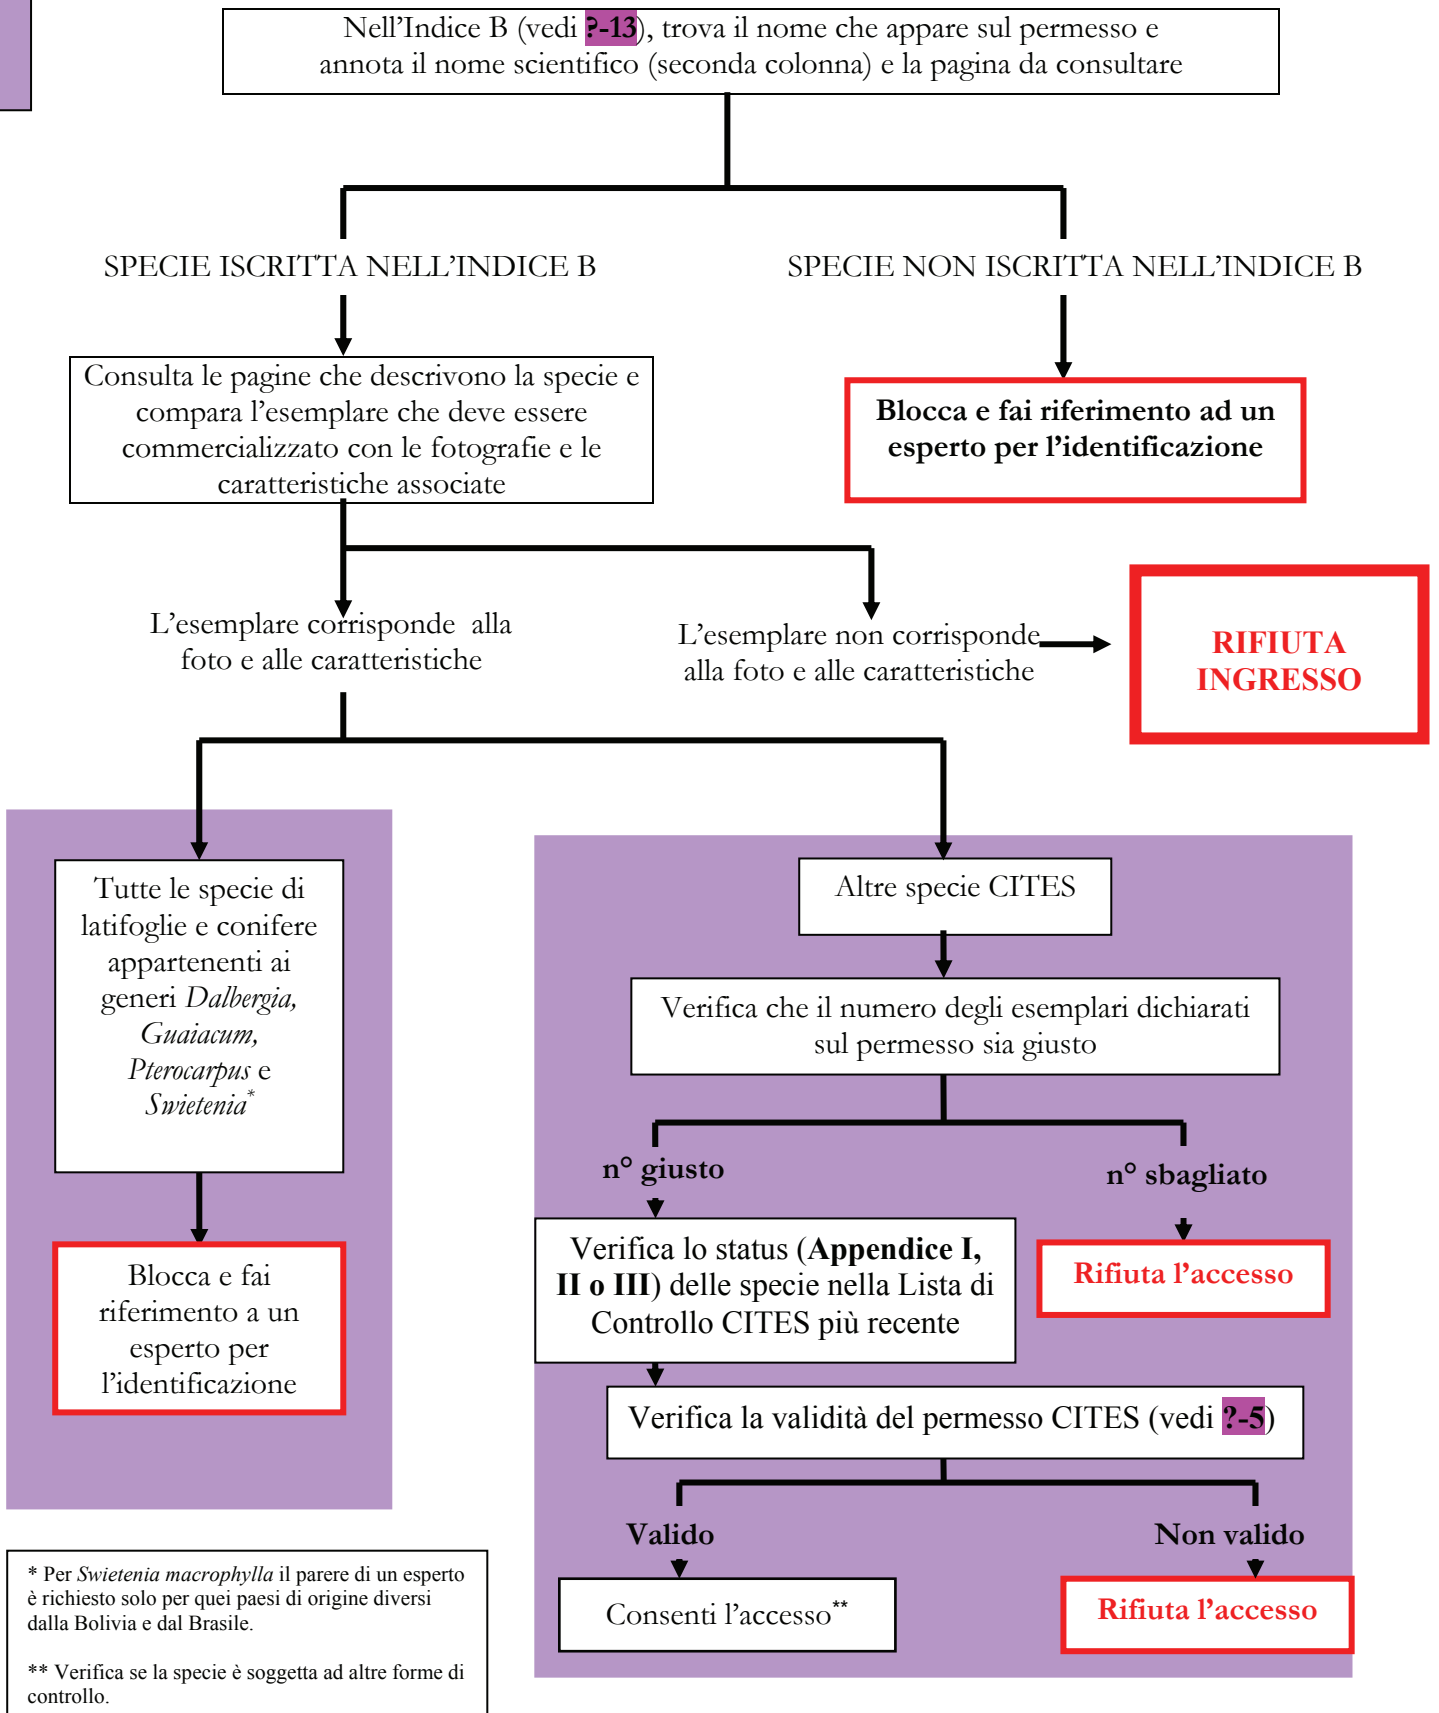 Nell'Indice B (vedi ?-13), trova il nome che appare sul permesso e
annota il nome scientifico (seconda colonna) e la pagina da consultare
SPECIE ISCRITTA NELL'INDICE B
SPECIE NON ISCRITTA NELL'INDICE B
Consulta le pagine che descrivono la specie e
compara l'esemplare che deve essere
commercializzato con le fotografie e le
caratteristiche associate
Blocca e fai riferimento ad un
esperto per l'identificazione
L'esemplare corrisponde alla
foto e alle caratteristiche
L'esemplare non corrisponde
alla foto e alle caratteristiche
RIFIUTA
INGRESSO
Tutte le specie di
latifoglie e conifere
appartenenti ai
generi Dalbergia,
Guaiacum,
Pterocarpus e
Swietenia*
Blocca e fai
riferimento a un
esperto per
l'identificazione
Altre specie CITES
Verifica che il numero degli esemplari dichiarati
sul permesso sia giusto
n° giusto
n° sbagliato
Verifica lo status (Appendice I,
II o III) delle specie nella Lista di
Controllo CITES più recente
Rifiuta l'accesso
Verifica la validità del permesso CITES (vedi ?-5)
Valido
Non valido
Consenti l'accesso**
Rifiuta l'accesso
* Per Swietenia macrophylla il parere di un esperto
è richiesto solo per quei paesi di origine diversi
dalla Bolivia e dal Brasile.
** Verifica se la specie è soggetta ad altre forme di
controllo.